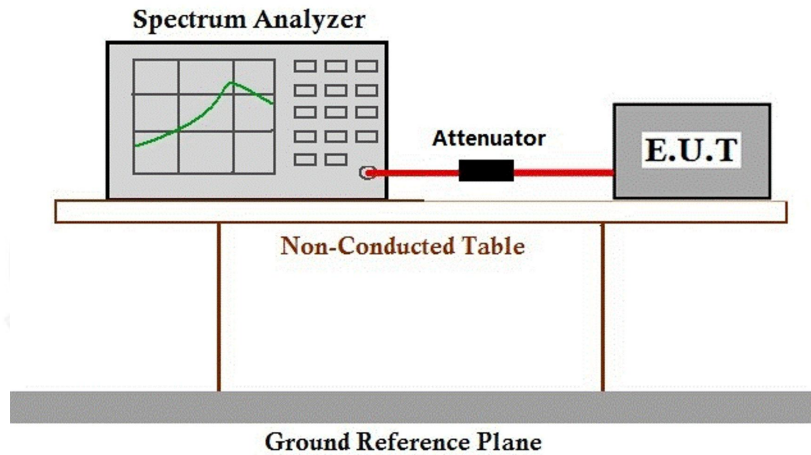 Spectrum Analyzer
Attenuator
E.U.T
Non-Conducted Table
Ground Reference Plane